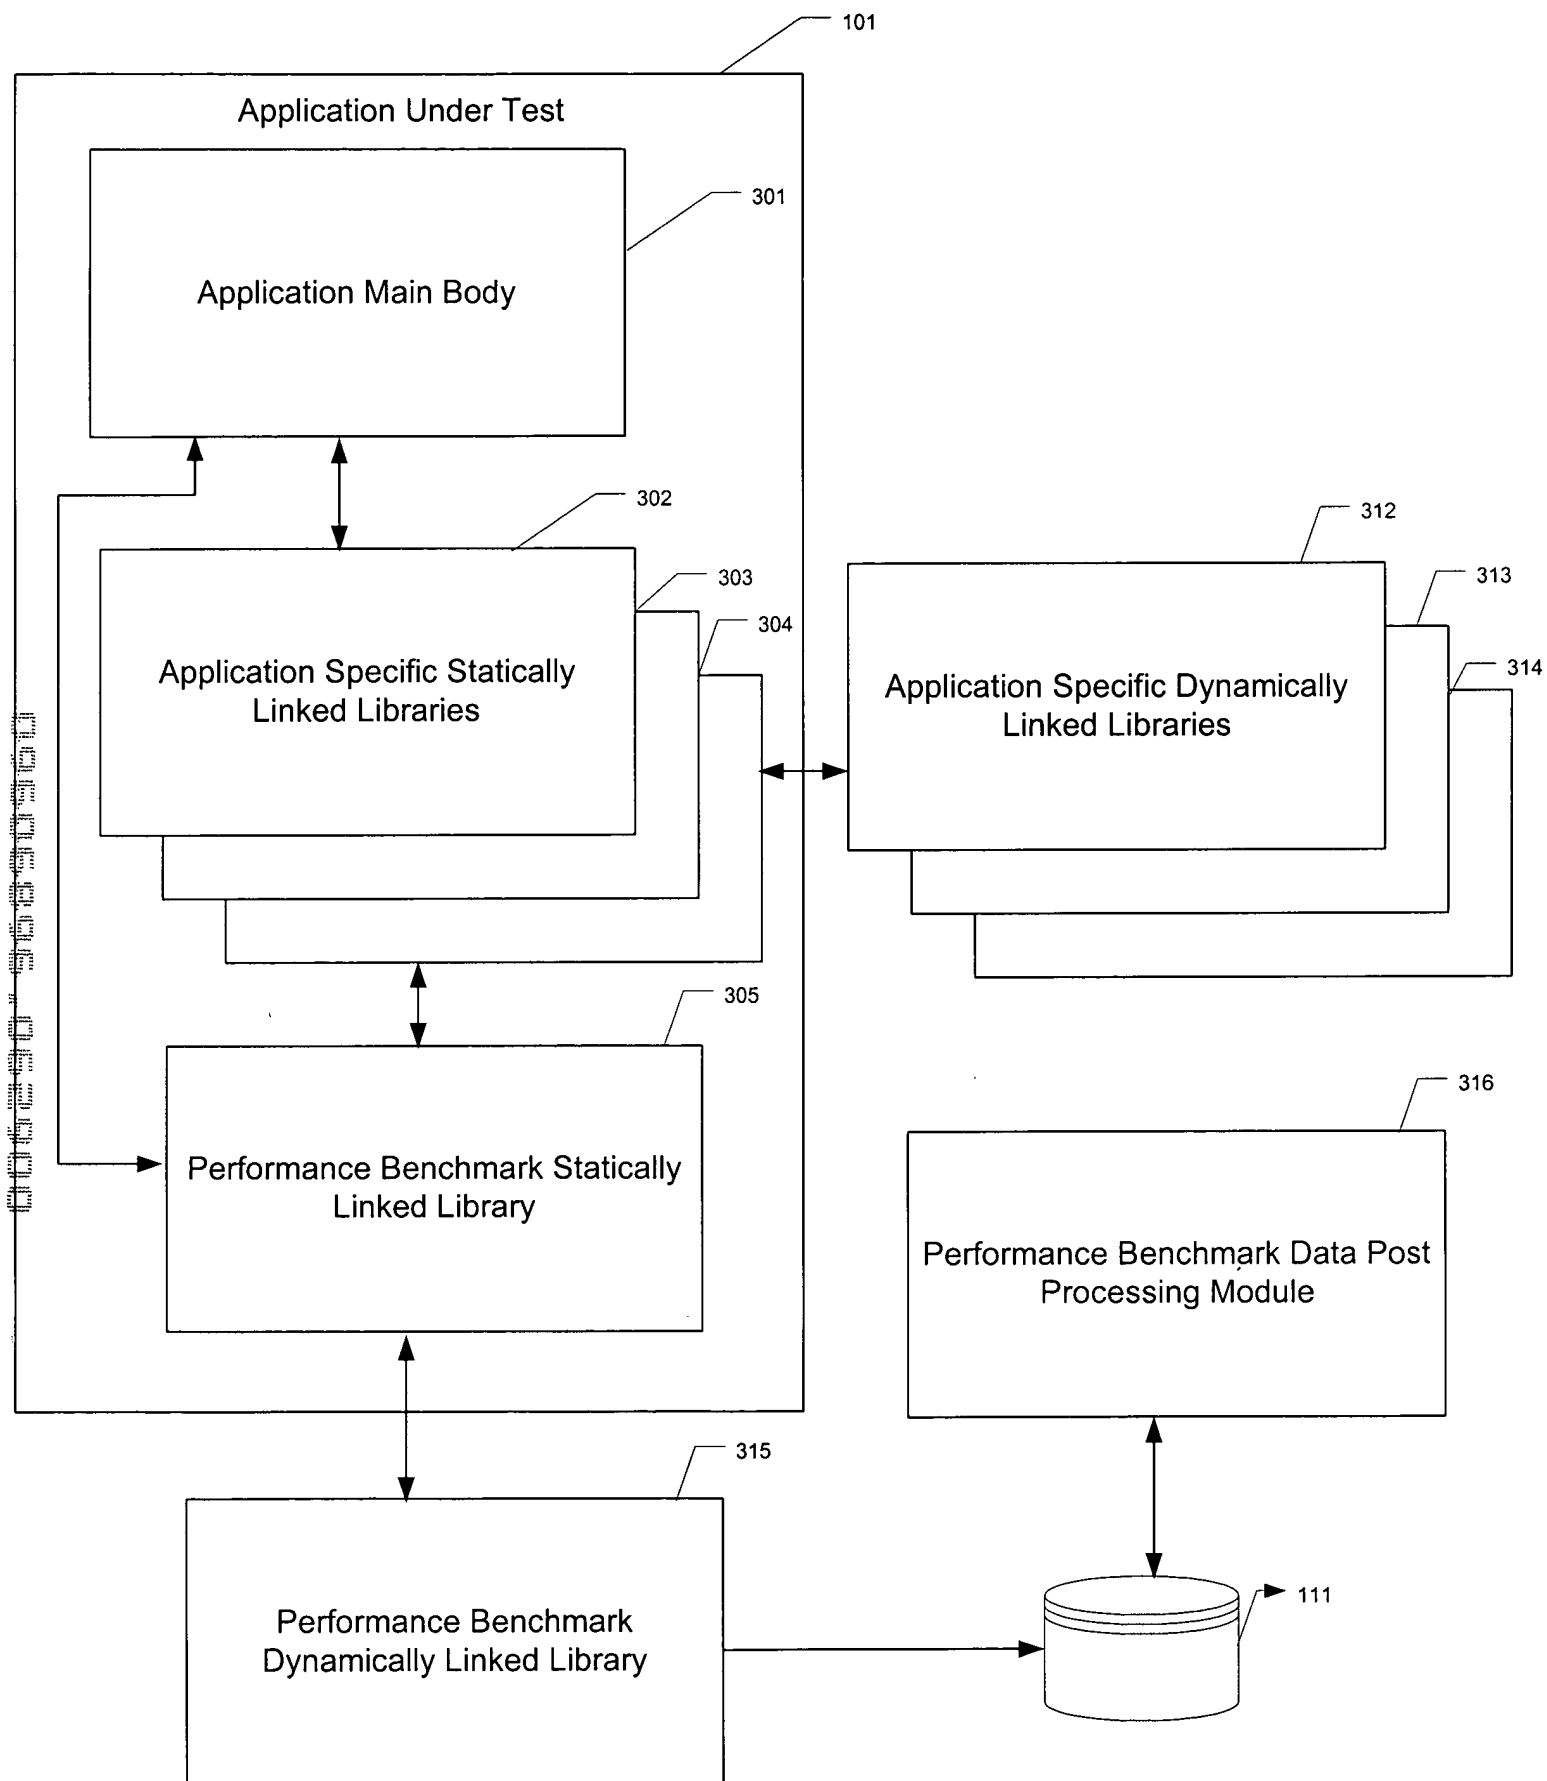 101
Application Under Test
301
Application Main Body
302
303
304
Application Specific Statically
Linked Libraries
312
313
314
Application Specific Dynamically
Linked Libraries
305
Performance Benchmark Statically
Linked Library
316
Performance Benchmark Data Post
Processing Module
315
Performance Benchmark
Dynamically Linked Library
111